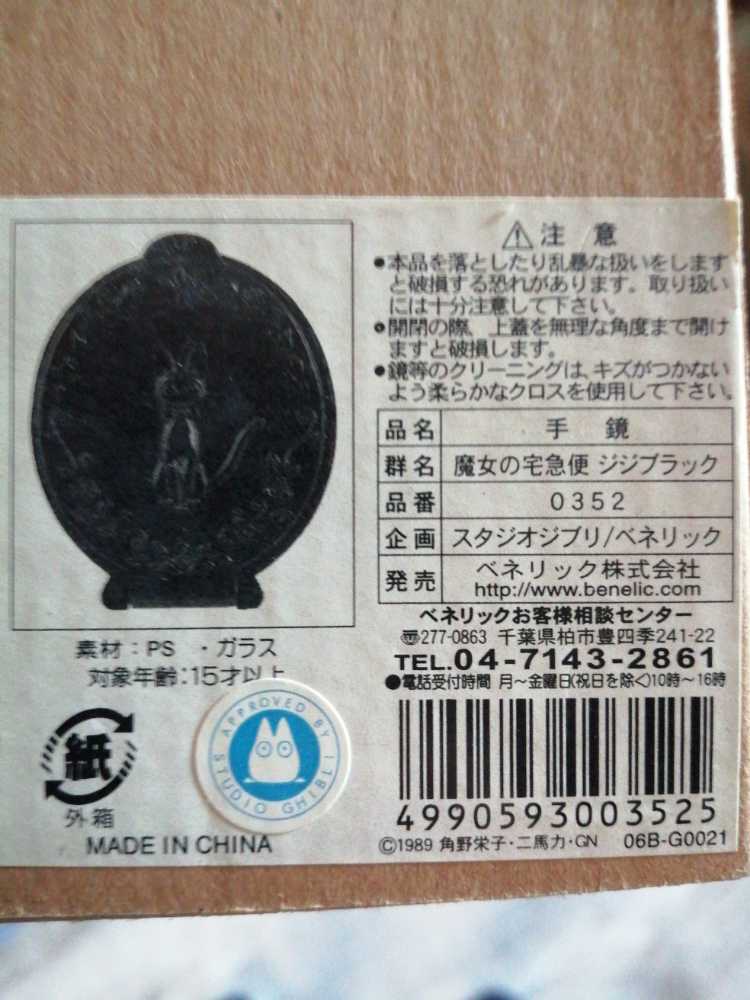 ⚠注意
●本品を落としたり乱暴な扱いをします
と破損する恐れがあります。取り扱い
には十分注意して下さい。
●開閉の際、上蓋を無理な角度まで開け
ますと破損します。
●鏡等のクリーニングは、キズがつかない
よう柔らかなクロスを使用して下さい。
品名 手鏡
群名 魔女の宅急便 ジジブラック
品番 0352
企画 スタジオジブリ/ベネリック
発売 ベネリック株式会社
http://www.benelic.com
ベネリックお客様相談センター
〠277-0863 千葉県柏市豊四季241-22
TEL.04-7143-2861
●電話受付時間 月〜金曜日(祝日を除く)10時〜16時
4990593003525
©1989 角野栄子・二馬力・GN 06B-G0021
素材:PS ・ガラス
対象年齢:15才以上
紙
外箱
APPROVED BY
STUDIO GHIBLI
MADE IN CHINA